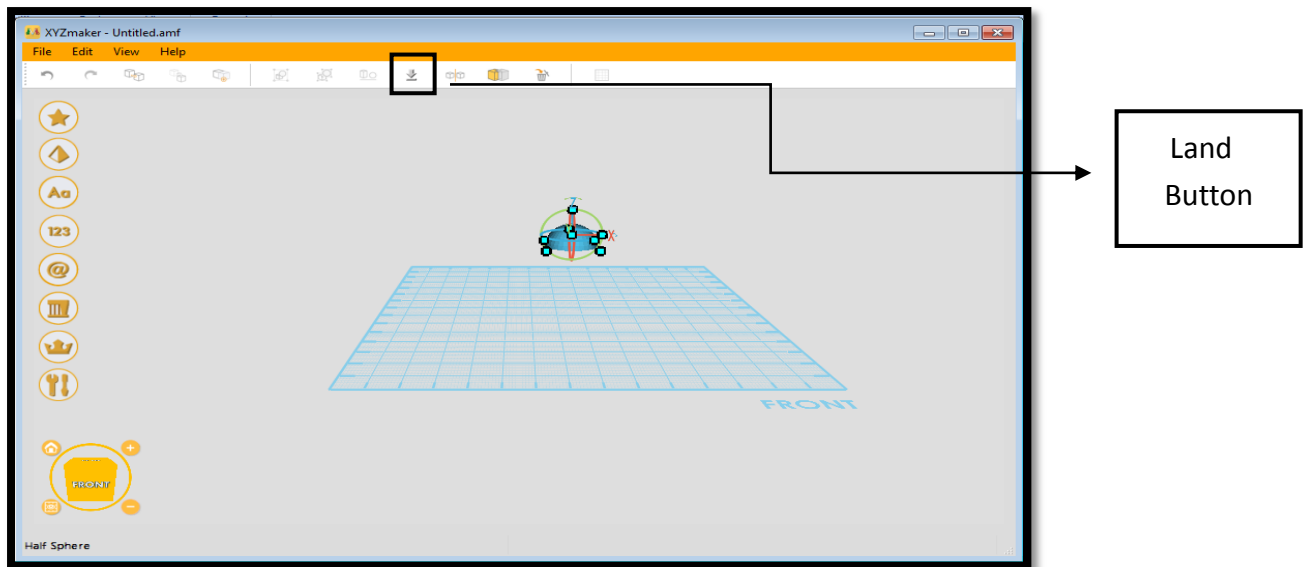 XYZmaker - Untitled.amf
File Edit View Help
Land
Button
Aa
123
@
Z
X
FRONT
FRONT
Half Sphere